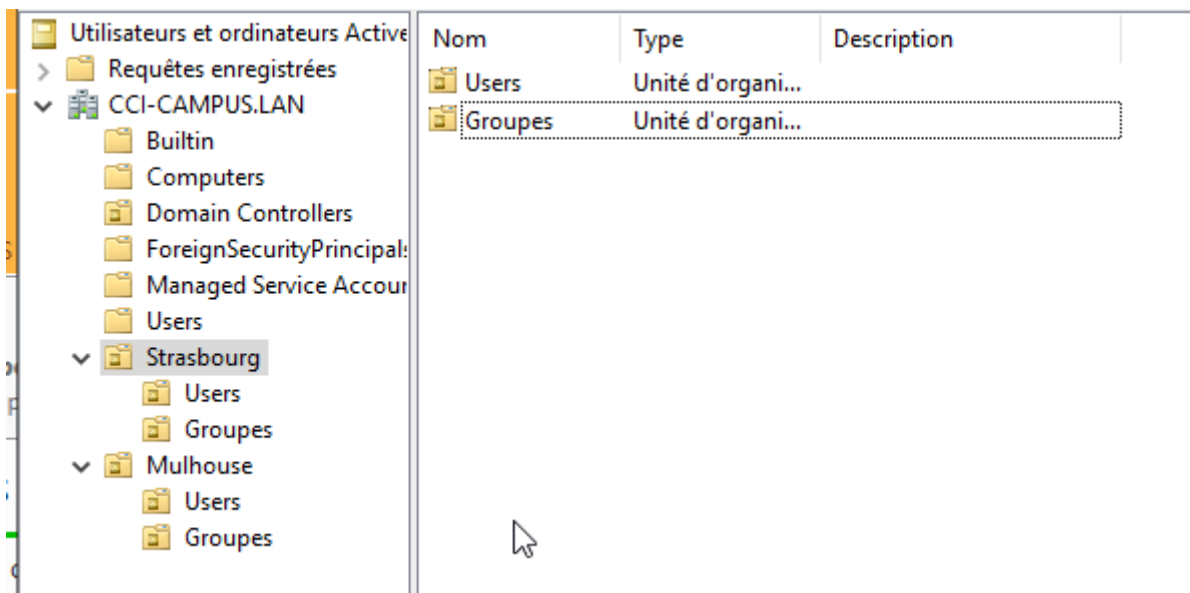 Utilisateurs et ordinateurs Active
Requêtes enregistrées
CCI-CAMPUS.LAN
Builtin
Computers
Domain Controllers
ForeignSecurityPrincipals
Managed Service Accour
Users
Strasbourg
Users
Groupes
Mulhouse
Users
Groupes
Nom Type Description
Users Unité d'organi...
Groupes Unité d'organi...